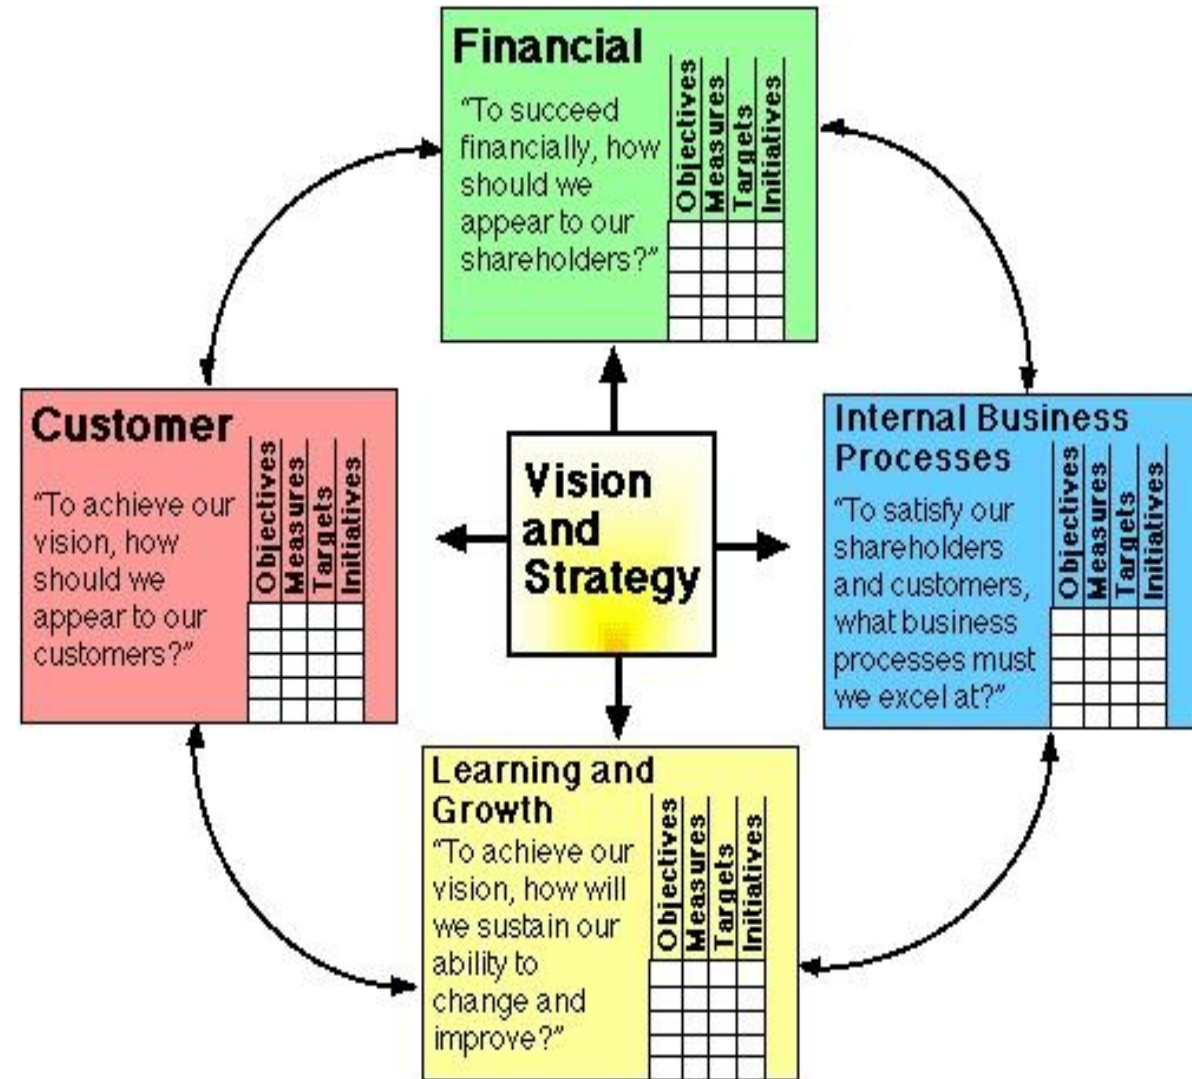 Financial
“To succeed
financially, how
should we
appear to our
shareholders?”
Objectives
Measures
Targets
Initiatives
Customer
“To achieve our
vision, how
should we
appear to our
customers?”
Objectives
Measures
Targets
Initiatives
Vision
and
Strategy
Internal Business
Processes
“To satisfy our
shareholders
and customers,
what business
processes must
we excel at?”
Objectives
Measures
Targets
Initiatives
Learning and
Growth
“To achieve our
vision, how will
we sustain our
ability to
change and
improve?”
Objectives
Measures
Targets
Initiatives